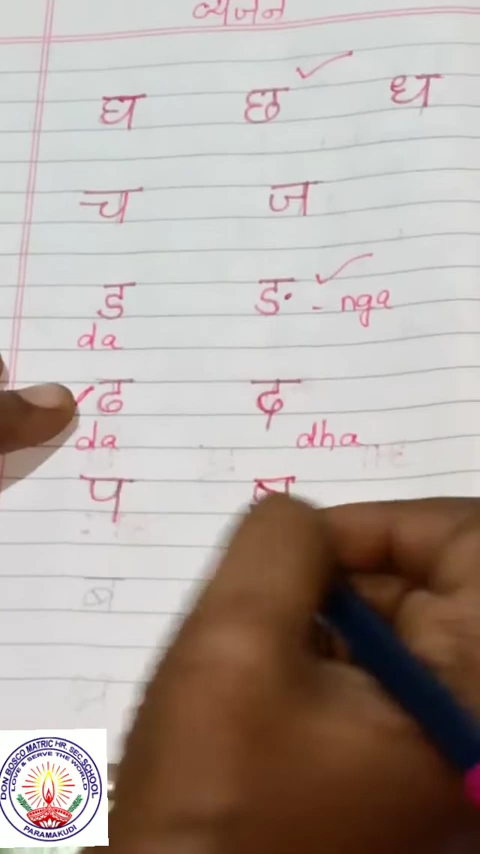 व्यंजन
घ छ ध
च ज
ड ङ - nga
da
ढ द
da dha
प ष
DON BOSCO MATRIC HR. SEC. SCHOOL
LOVE & SERVE THE WORLD
PARAMAKUDI